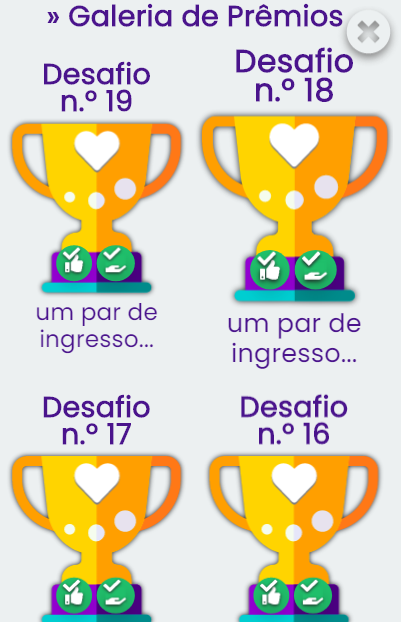 » Galeria de Prêmios
Desafio
n.º 19
um par de
ingresso...
Desafio
n.º 18
um par de
ingresso...
Desafio
n.º 17
Desafio
n.º 16